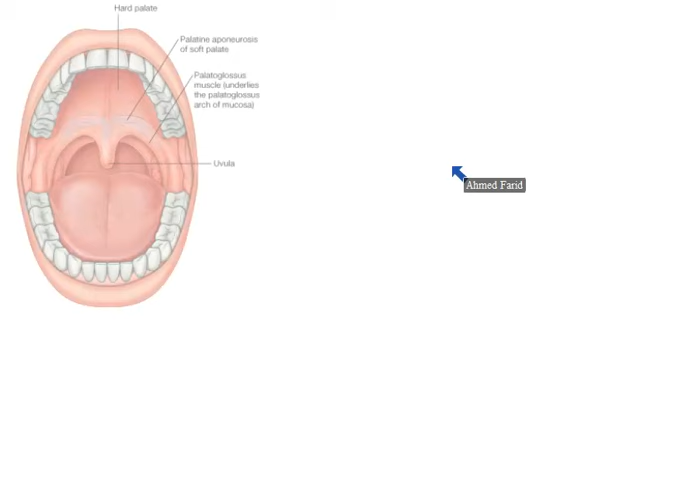 Hard palate
Palatine aponeurosis
of soft palate
Palatoglossus
muscle (underlies
the palatoglossus
arch of mucosa)
Uvula
Ahmed Farid